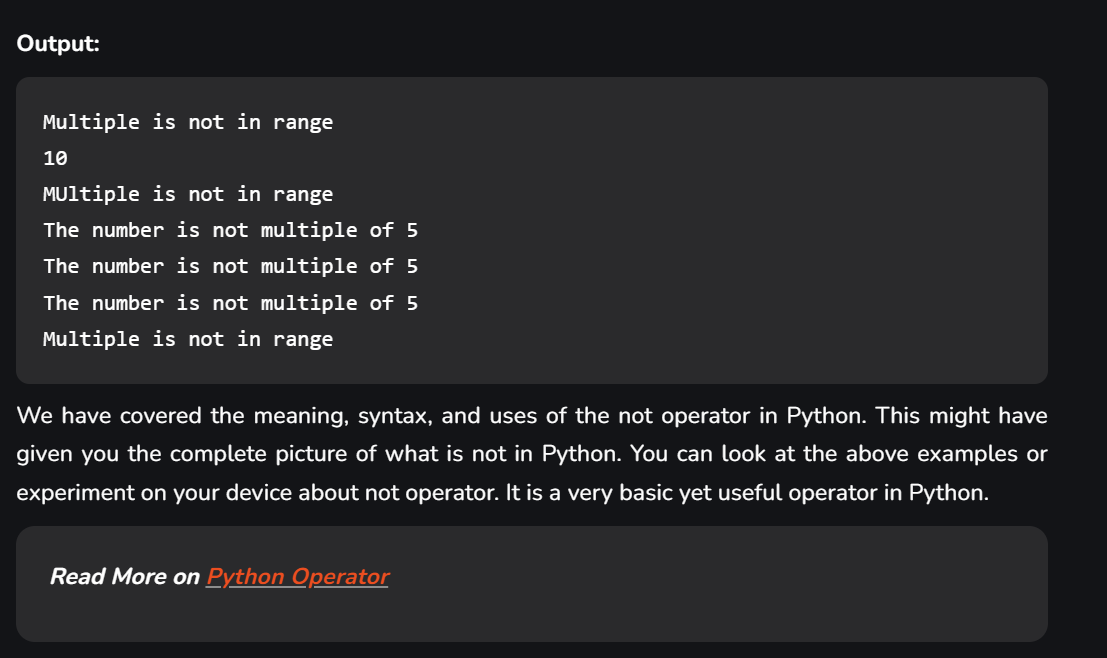 Output:
Multiple is not in range
10
MUltiple is not in range
The number is not multiple of 5
The number is not multiple of 5
The number is not multiple of 5
Multiple is not in range
We have covered the meaning, syntax, and uses of the not operator in Python. This might have
given you the complete picture of what is not in Python. You can look at the above examples or
experiment on your device about not operator. It is a very basic yet useful operator in Python.
Read More on Python Operator